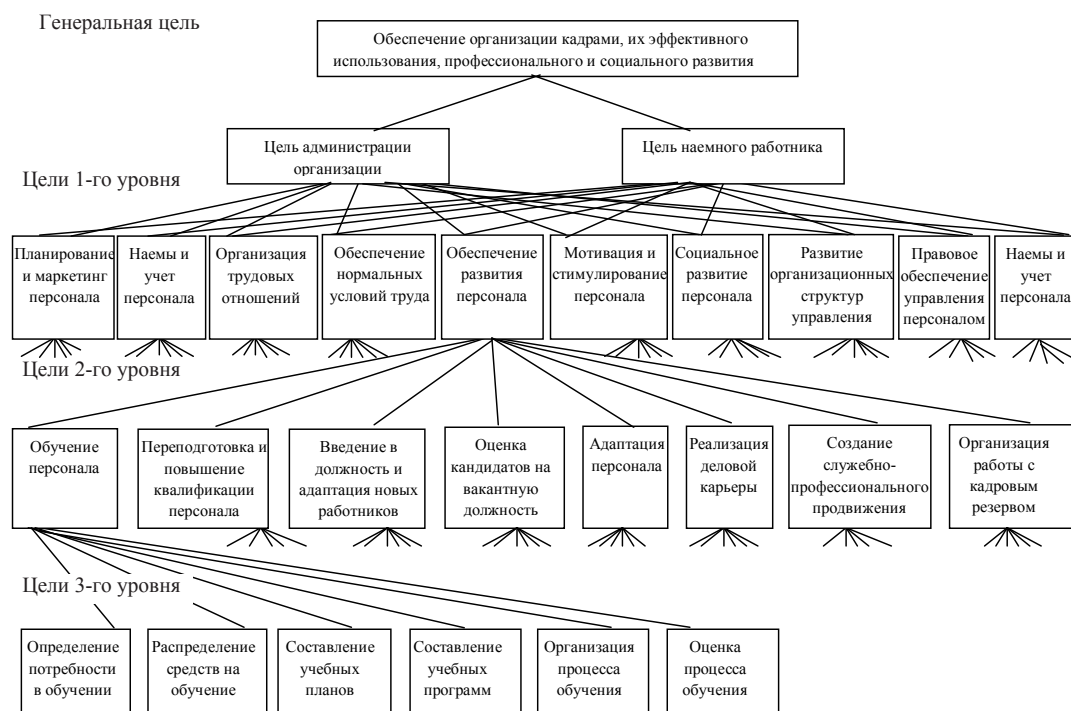 Генеральная цель
Обеспечение организации кадрами, их эффективного
использования, профессионального и социального развития
Цель администрации
организации
Цель наемного работника
Цели 1-го уровня
Планирование
и маркетинг
персонала
Наемы и
учет
персонала
Организация
трудовых
отношений
Обеспечение
нормальных
условий труда
Обеспечение
развития
персонала
Мотивация и
стимулирование
персонала
Социальное
развитие
персонала
Развитие
организационных
структур
управления
Правовое
обеспечение
управления
персоналом
Наемы и
учет
персонала
Цели 2-го уровня
Обучение
персонала
Переподготовка и
повышение
квалификации
персонала
Введение в
должность и
адаптация новых
работников
Оценка
кандидатов на
вакантную
должность
Адаптация
персонала
Реализация
деловой
карьеры
Создание
служебно-
профессионального
продвижения
Организация
работы с
кадровым
резервом
Цели 3-го уровня
Определение
потребности
в обучении
Распределение
средств на
обучение
Составление
учебных
планов
Составление
учебных
программ
Организация
процесса
обучения
Оценка
процесса
обучения